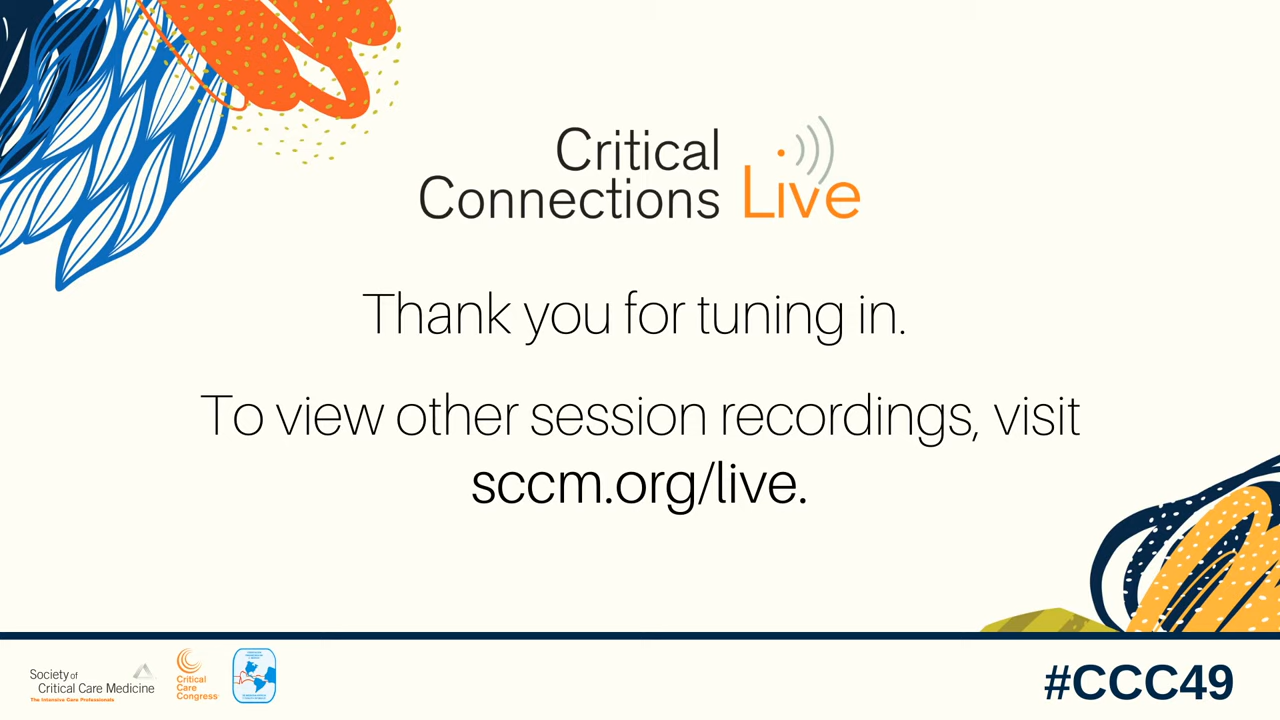 Critical
Connections Live
Thank you for tuning in.
To view other session recordings, visit
sccm.org/live.
Society of
Critical Care Medicine
The Intensive Care Professionals
Critical
Care
Congress
#CCC49